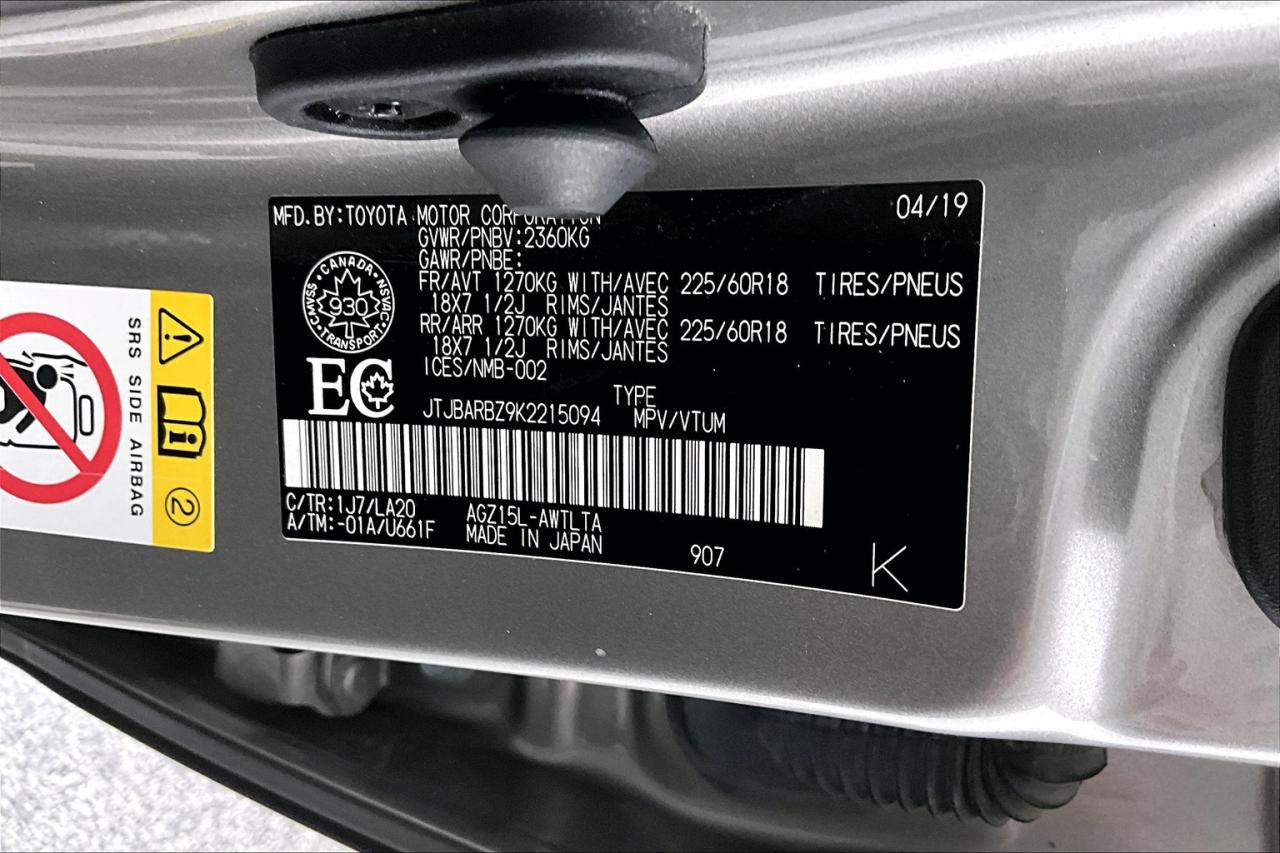 MFD. BY:TOYOTA MOTOR CORPORATION 04/19
GVWR/PNBV:2360KG
GAWR/PNBE:
FR/AVT 1270KG WITH/AVEC 225/60R18 TIRES/PNEUS
18X7 1/2J RIMS/JANTES
RR/ARR 1270KG WITH/AVEC 225/60R18 TIRES/PNEUS
18X7 1/2J RIMS/JANTES
ICES/NMB-002
CANADA
CMVSS 930 NSVAC
TRANSPORT
EC
TYPE
JTJBARBZ9K2215094 MPV/VTUM
C/TR:1J7/LA20 AGZ15L-AWTLTA
A/TM:-01A/U661F MADE IN JAPAN
907
K
SRS SIDE AIRBAG
2